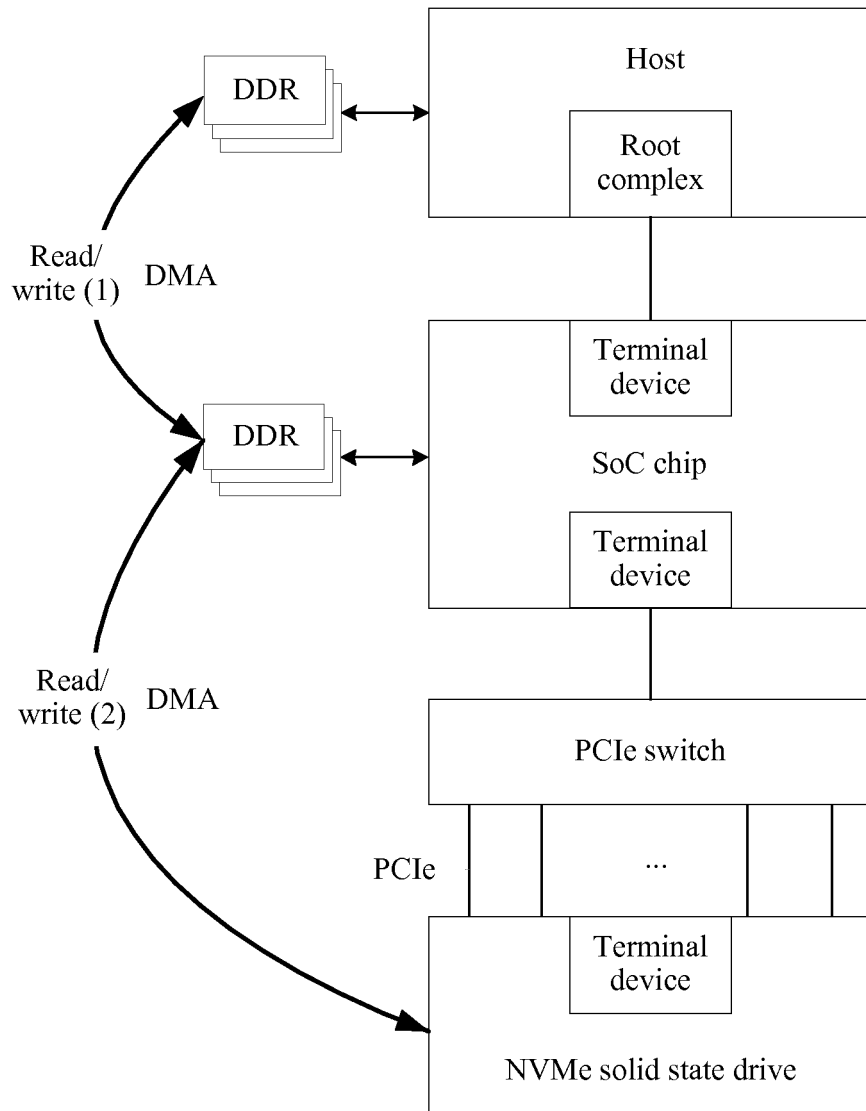 DDR
Host
Root
complex
Read/
write (1)
DMA
Terminal
device
DDR
SoC chip
Terminal
device
Read/
write (2)
DMA
PCIe switch
PCIe
...
Terminal
device
NVMe solid state drive